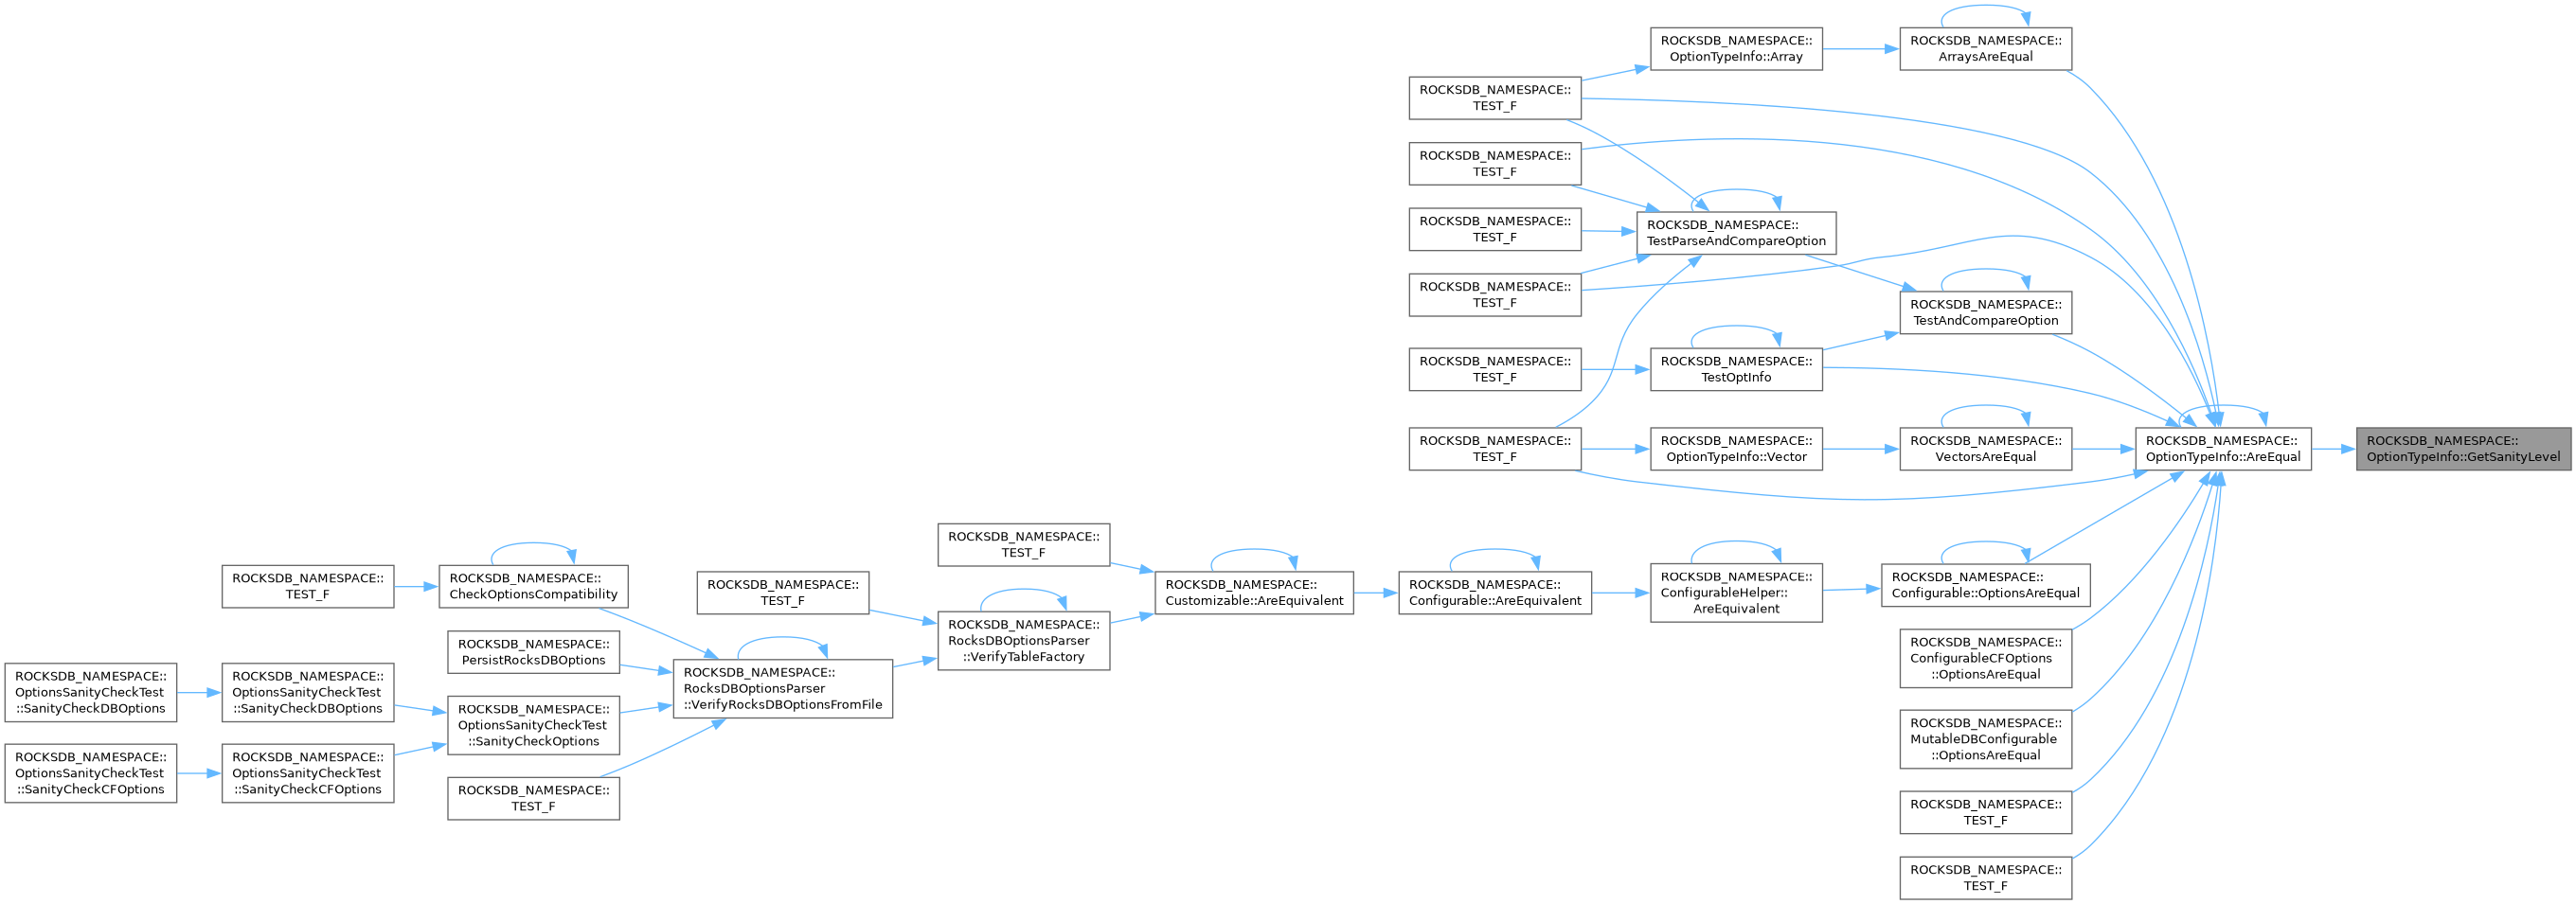 ROCKSDB_NAMESPACE::
OptionTypeInfo::Array
ROCKSDB_NAMESPACE::
ArraysAreEqual
ROCKSDB_NAMESPACE::
TEST_F
ROCKSDB_NAMESPACE::
TEST_F
ROCKSDB_NAMESPACE::
TEST_F
ROCKSDB_NAMESPACE::
TestParseAndCompareOption
ROCKSDB_NAMESPACE::
TEST_F
ROCKSDB_NAMESPACE::
TestAndCompareOption
ROCKSDB_NAMESPACE::
TEST_F
ROCKSDB_NAMESPACE::
TestOptInfo
ROCKSDB_NAMESPACE::
TEST_F
ROCKSDB_NAMESPACE::
OptionTypeInfo::Vector
ROCKSDB_NAMESPACE::
VectorsAreEqual
ROCKSDB_NAMESPACE::
OptionTypeInfo::AreEqual
ROCKSDB_NAMESPACE::
OptionTypeInfo::GetSanityLevel
ROCKSDB_NAMESPACE::
TEST_F
ROCKSDB_NAMESPACE::
TEST_F
ROCKSDB_NAMESPACE::
CheckOptionsCompatibility
ROCKSDB_NAMESPACE::
TEST_F
ROCKSDB_NAMESPACE::
Customizable::AreEquivalent
ROCKSDB_NAMESPACE::
Configurable::AreEquivalent
ROCKSDB_NAMESPACE::
ConfigurableHelper::
AreEquivalent
ROCKSDB_NAMESPACE::
Configurable::OptionsAreEqual
ROCKSDB_NAMESPACE::
RocksDBOptionsParser
::VerifyTableFactory
ROCKSDB_NAMESPACE::
PersistRocksDBOptions
ROCKSDB_NAMESPACE::
ConfigurableCFOptions
::OptionsAreEqual
ROCKSDB_NAMESPACE::
OptionsSanityCheckTest
::SanityCheckDBOptions
ROCKSDB_NAMESPACE::
OptionsSanityCheckTest
::SanityCheckDBOptions
ROCKSDB_NAMESPACE::
RocksDBOptionsParser
::VerifyRocksDBOptionsFromFile
ROCKSDB_NAMESPACE::
OptionsSanityCheckTest
::SanityCheckOptions
ROCKSDB_NAMESPACE::
MutableDBConfigurable
::OptionsAreEqual
ROCKSDB_NAMESPACE::
OptionsSanityCheckTest
::SanityCheckCFOptions
ROCKSDB_NAMESPACE::
OptionsSanityCheckTest
::SanityCheckCFOptions
ROCKSDB_NAMESPACE::
TEST_F
ROCKSDB_NAMESPACE::
TEST_F
ROCKSDB_NAMESPACE::
TEST_F